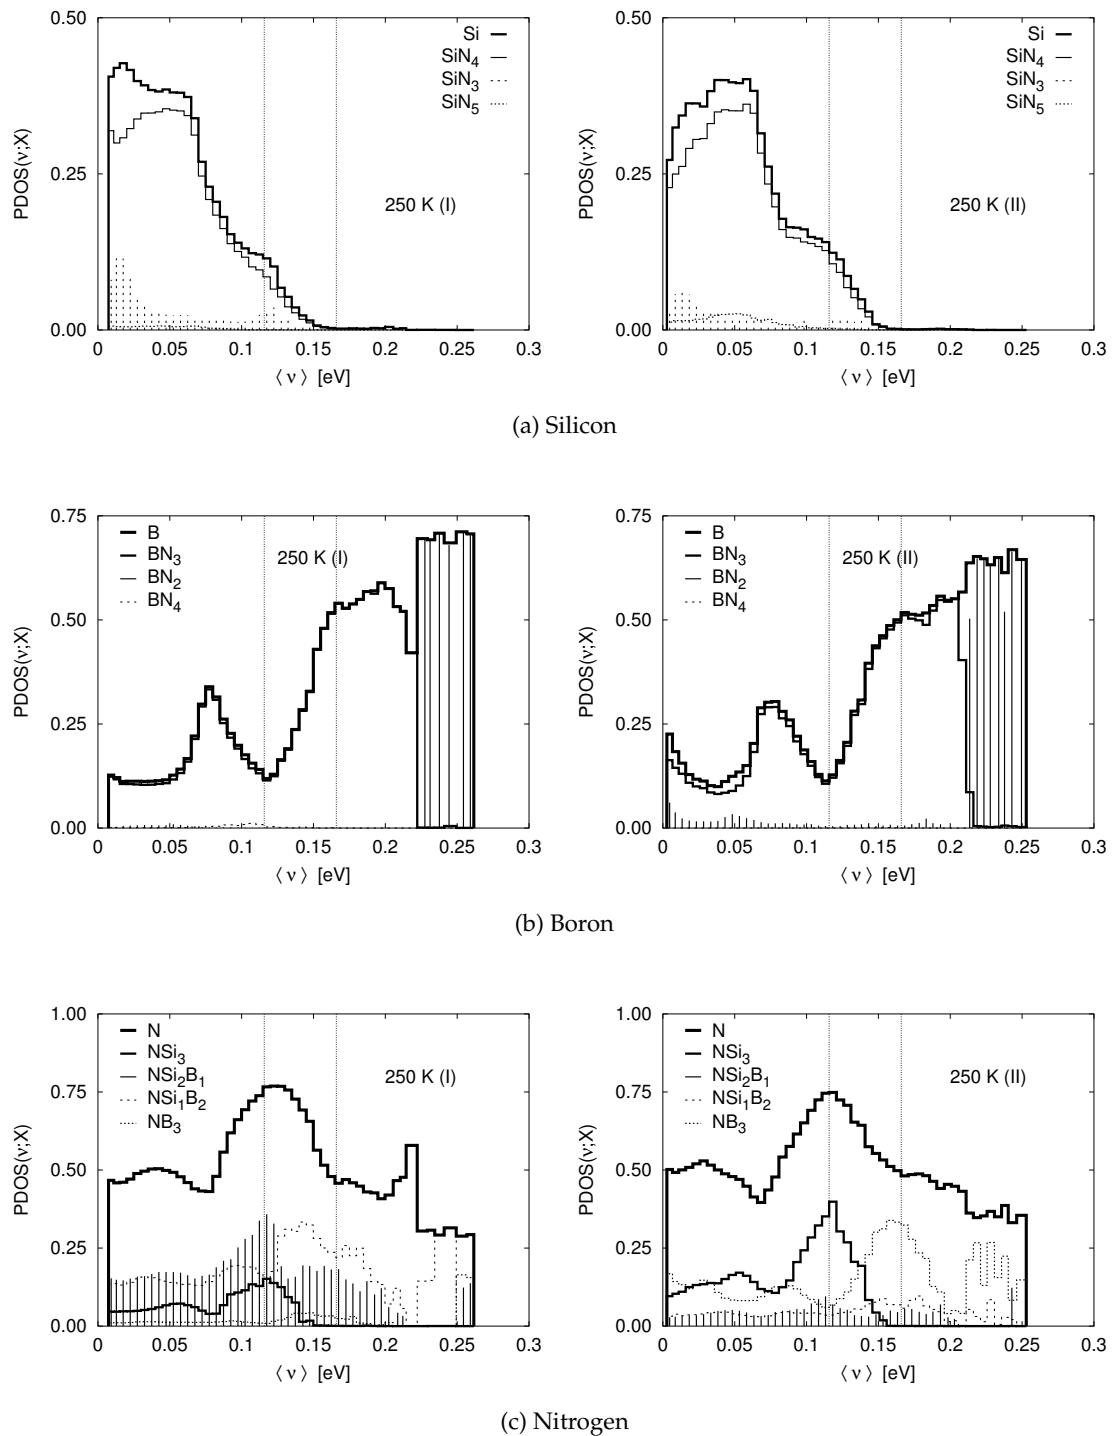 0.50
0.25
0.00
PDOS(ν;X)
Si
SiN4
SiN3
SiN5
250 K (I)
0 0.05 0.1 0.15 0.2 0.25 0.3
⟨ ν ⟩ [eV]
0.50
0.25
0.00
PDOS(ν;X)
Si
SiN4
SiN3
SiN5
250 K (II)
0 0.05 0.1 0.15 0.2 0.25 0.3
⟨ ν ⟩ [eV]
(a) Silicon
0.75
0.50
0.25
0.00
PDOS(ν;X)
B
BN3
BN2
BN4
250 K (I)
0 0.05 0.1 0.15 0.2 0.25 0.3
⟨ ν ⟩ [eV]
0.75
0.50
0.25
0.00
PDOS(ν;X)
B
BN3
BN2
BN4
250 K (II)
0 0.05 0.1 0.15 0.2 0.25 0.3
⟨ ν ⟩ [eV]
(b) Boron
1.00
0.75
0.50
0.25
0.00
PDOS(ν;X)
N
NSi3
NSi2B1
NSi1B2
NB3
250 K (I)
0 0.05 0.1 0.15 0.2 0.25 0.3
⟨ ν ⟩ [eV]
1.00
0.75
0.50
0.25
0.00
PDOS(ν;X)
N
NSi3
NSi2B1
NSi1B2
NB3
250 K (II)
0 0.05 0.1 0.15 0.2 0.25 0.3
⟨ ν ⟩ [eV]
(c) Nitrogen